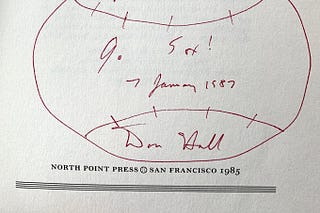 Go Sox!
7 January 1987
Don Hall
NORTH POINT PRESS © SAN FRANCISCO 1985